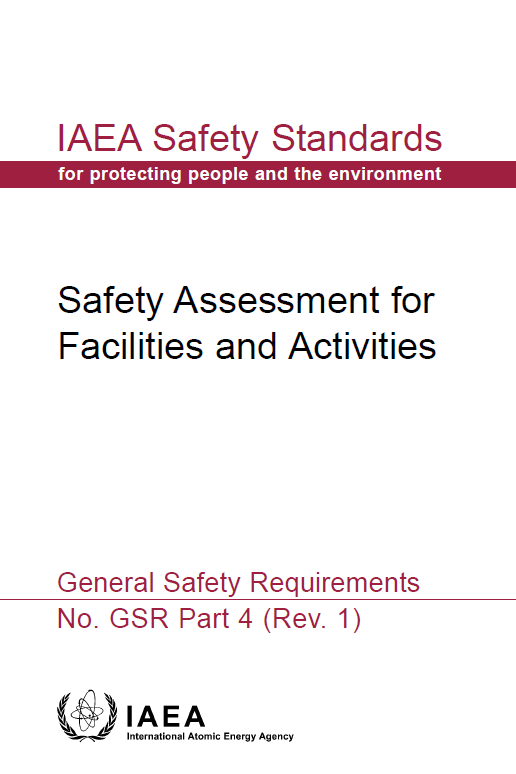 IAEA Safety Standards
for protecting people and the environment
Safety Assessment for
Facilities and Activities
General Safety Requirements
No. GSR Part 4 (Rev. 1)
IAEA
International Atomic Energy Agency